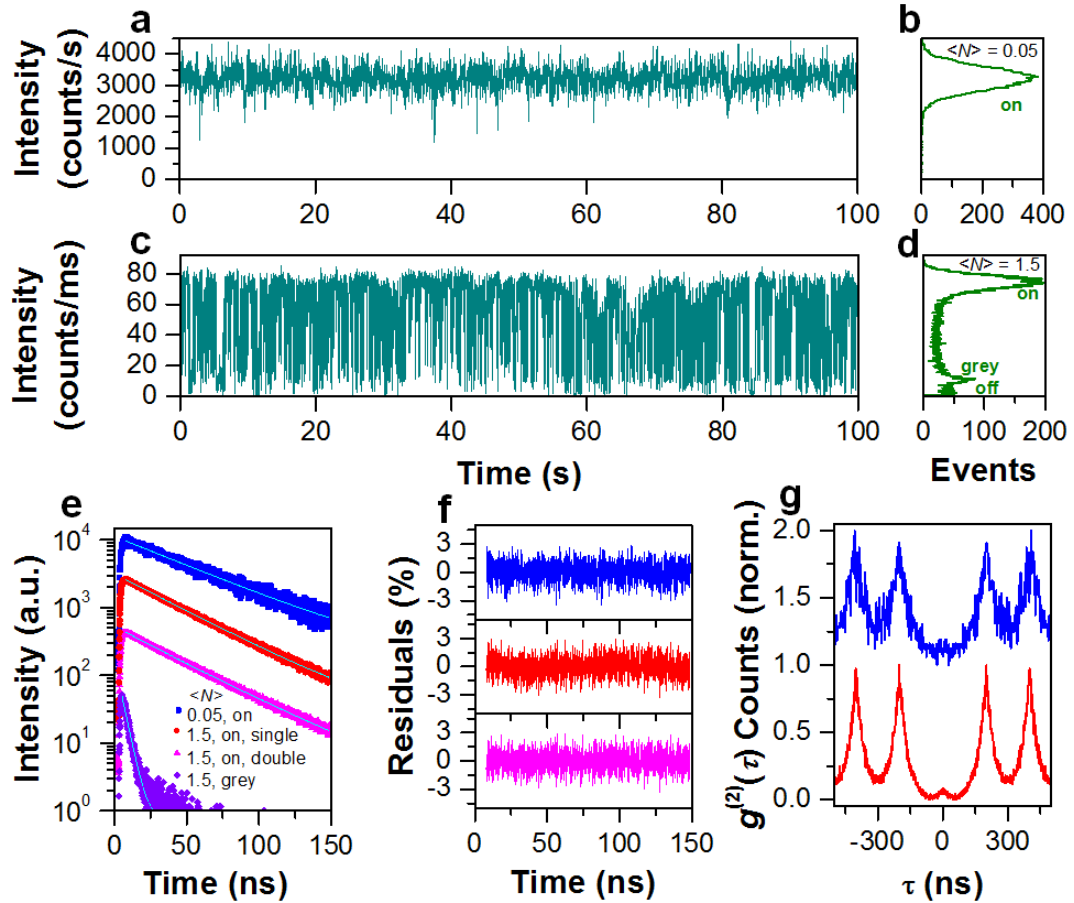 a
b
Intensity
(counts/s)
4000
3000
2000
1000
0
0 20 40 60 80 100
<N> = 0.05
on
0 200 400
c
d
Intensity
(counts/ms)
80
60
40
20
0
0 20 40 60 80 100
Time (s)
<N> = 1.5
on
grey
off
0 100 200
Events
e
Intensity (a.u.)
10^4
10^3
10^2
10^1
10^0
<N>
0.05, on
1.5, on, single
1.5, on, double
1.5, grey
0 50 100 150
Time (ns)
f
Residuals (%)
3
0
-3
3
0
-3
3
0
-3
0 50 100 150
Time (ns)
g
g^(2)(τ) Counts (norm.)
2.0
1.5
1.0
0.5
0.0
-300 0 300
τ (ns)